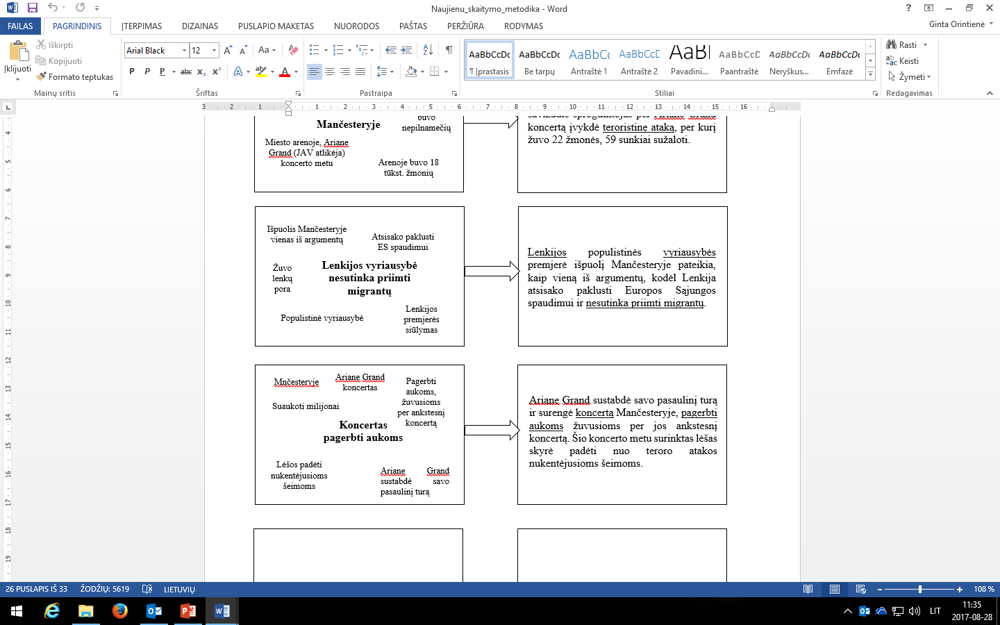 Naujienu_skaitymo_metodika - Word
FAILAS PAGRINDINIS ĮTERPIMAS DIZAINAS PUSLAPIO MAKETAS NUORODOS PAŠTAS PERŽIŪRA RODYMAS Ginta Orintienė
Įklijuoti
Iškirpti
Kopijuoti
Formato teptukas
Mainų sritis
Arial Black 12
Šriftas
Pastraipa
AaBbCcDc AaBbCcDc AaBbCc AaBbCcD AaBl AaBbCcD AaBbCcDc AaBbCcDc
¶ Įprastasis Be tarpų Antraštė 1 Antraštė 2 Pavadini... Paantraštė Neryškus... Emfazė
Stiliai
Rasti
Keisti
Žymėti
Redagavimas
3 2 1 1 2 3 4 5 6 7 8 9 10 11 12 13 14 15 16
4 5 6 7 8 9 10 11 12 13 14 15 16 17 18 19
buvo
nepilnamečių
Mančesteryje
Miesto arenoje, Ariane
Grand (JAV atlikėja)
koncerto metu
Arenoje buvo 18
tūkst. žmonių
savižudis sprogdintojas per Ariane Grand
koncertą įvykdė teroristinę ataką, per kurį
žuvo 22 žmonės, 59 sunkiai sužaloti.
Išpuolis Mančesteryje
vienas iš argumentų
Atsisako paklusti
ES spaudimui
Žuvo
lenkų
pora
Lenkijos vyriausybė
nesutinka priimti
migrantų
Populistinė vyriausybė
Lenkijos
premjerės
siūlymas
Lenkijos populistinės vyriausybės
premjerė išpuolį Mančesteryje pateikia,
kaip vieną iš argumentų, kodėl Lenkija
atsisako paklusti Europos Sąjungos
spaudimui ir nesutinka priimti migrantų.
Mnčesteryje
Ariane Grand
koncertas
Pagerbti
aukoms,
žuvusioms
per ankstesnį
koncertą
Suaukoti milijonai
Koncertas
pagerbti aukoms
Lėšos padėti
nukentėjusioms
šeimoms
Ariane Grand
sustabdė savo
pasaulinį turą
Ariane Grand sustabdė savo pasaulinį turą
ir surengė koncertą Mančesteryje, pagerbti
aukoms žuvusioms per jos ankstesnį
koncertą. Šio koncerto metu surinktas lėšas
skyrė padėti nuo teroro atakos
nukentėjusioms šeimoms.
26 PUSLAPIS IŠ 33 ŽODŽIŲ: 5619 LIETUVIŲ 108 %
LIT
11:35
2017-08-28